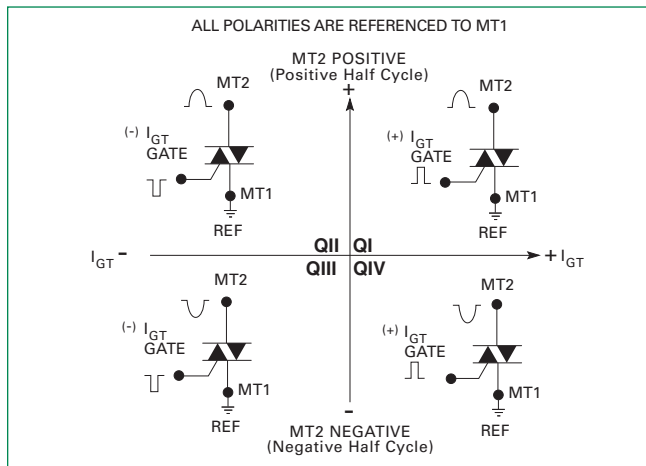 ALL POLARITIES ARE REFERENCED TO MT1
MT2 POSITIVE
(Positive Half Cycle)
+
MT2
(-) IGT
GATE
MT1
REF
MT2
(+) IGT
GATE
MT1
REF
IGT -
QII QI
QIII QIV
+ IGT
MT2
(-) IGT
GATE
MT1
REF
MT2
(+) IGT
GATE
MT1
REF
-
MT2 NEGATIVE
(Negative Half Cycle)